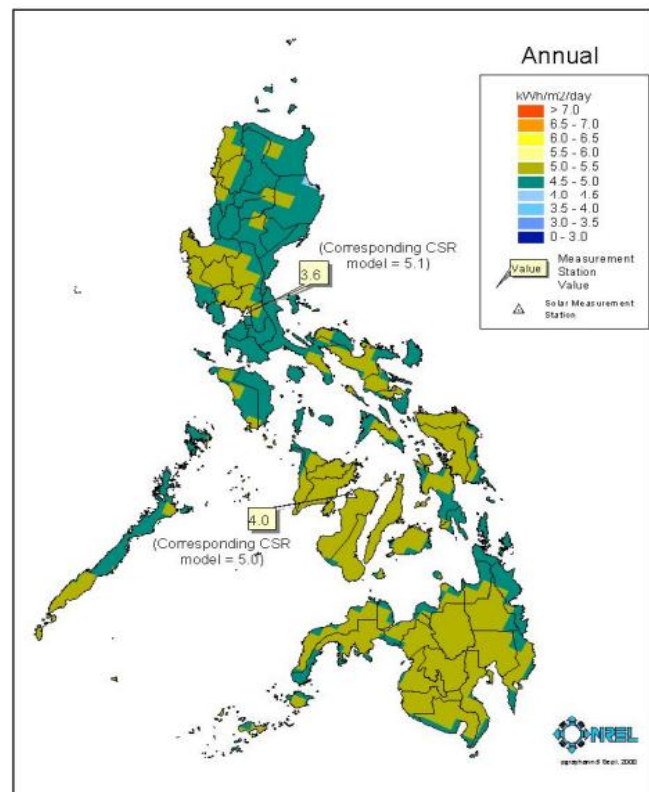 Annual
kWh/m2/day
> 7.0
6.5 - 7.0
6.0 - 6.5
5.5 - 6.0
5.0 - 5.5
4.5 - 5.0
4.0 - 4.6
3.5 - 4.0
3.0 - 3.5
0 - 3.0
Value
Measurement
Station
Value
Solar Measurement
Station
(Corresponding CSR
model = 5.1)
3.6
4.0
(Corresponding CSR
model = 5.0)
NREL
2000